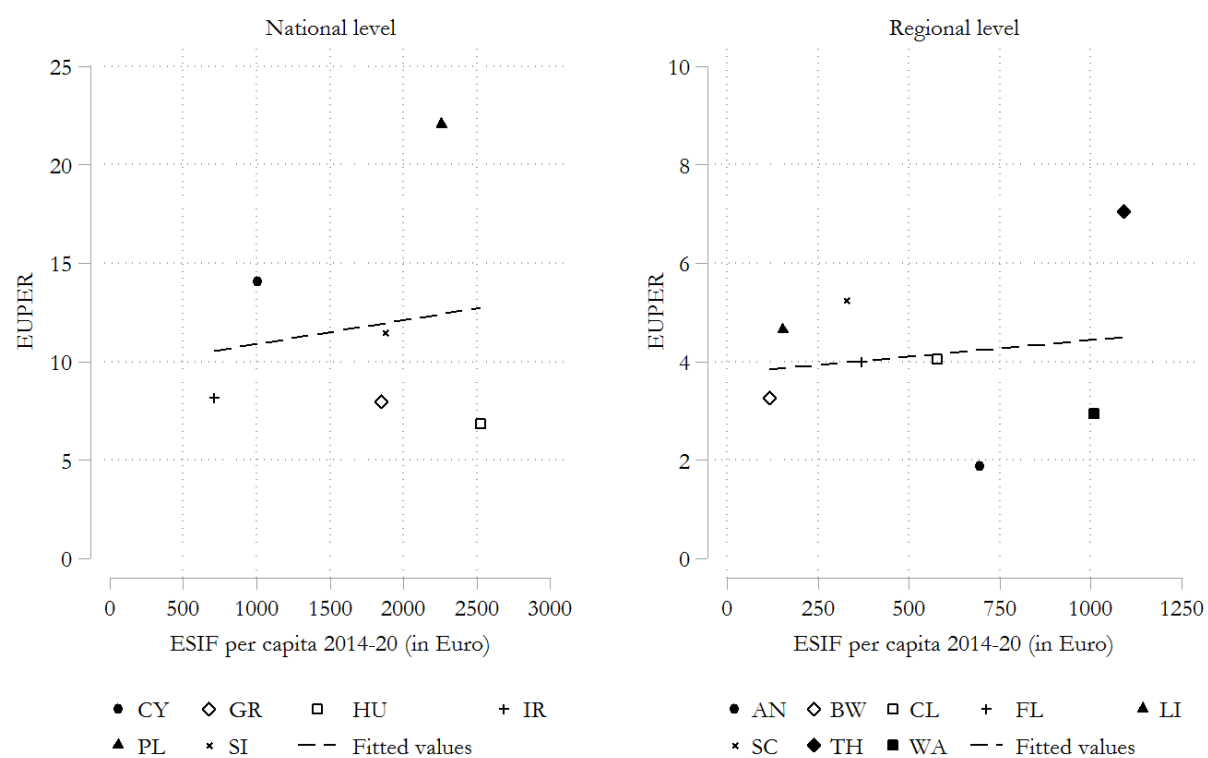 National level
25
20
15
10
5
0
EUPER
0 500 1000 1500 2000 2500 3000
ESIF per capita 2014-20 (in Euro)
CY GR HU IR
PL SI Fitted values
Regional level
10
8
6
4
2
0
EUPER
0 250 500 750 1000 1250
ESIF per capita 2014-20 (in Euro)
AN BW CL FL LI
SC TH WA Fitted values